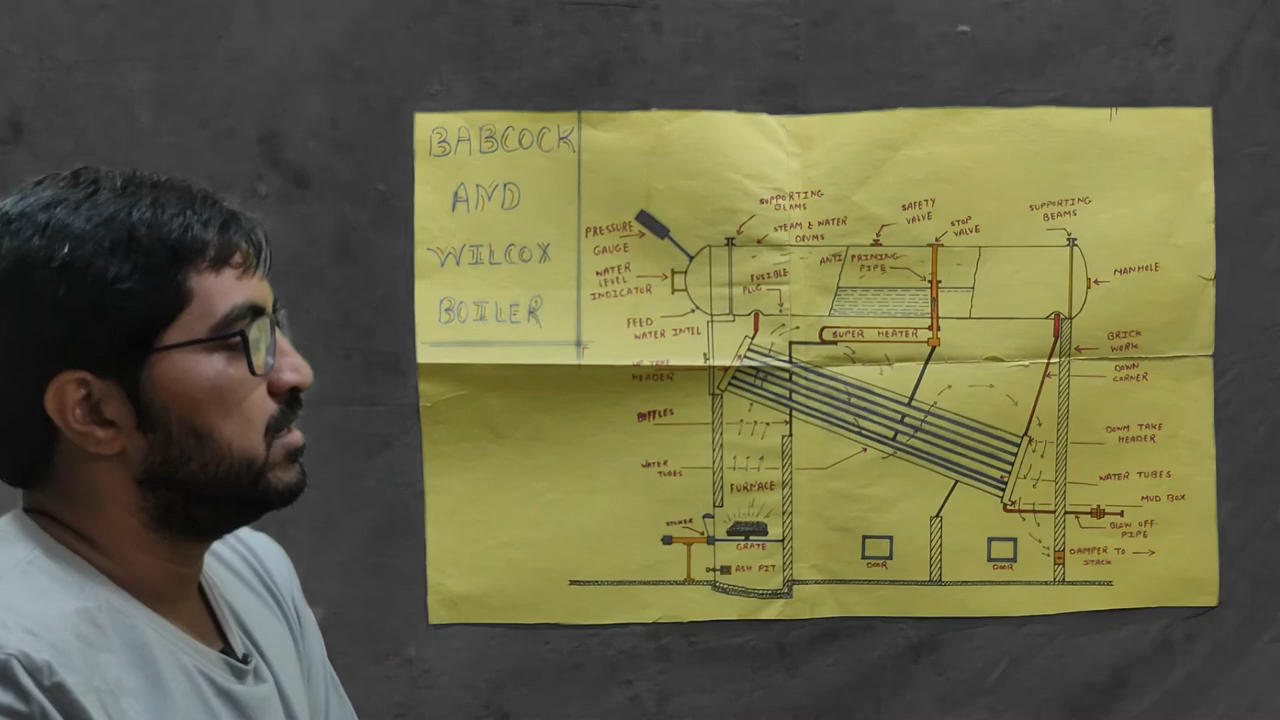 BABCOCK
AND
WILCOX
BOILER
SUPPORTING
BEAMS
STEAM & WATER
DRUMS
SAFETY
VALVE
STOP
VALVE
SUPPORTING
BEAMS
PRESSURE
GAUGE
WATER
LEVEL
INDICATOR
FUSIBLE
PLUG
ANTI PRIMING
PIPE
MANHOLE
FEED
WATER INTEL
SUPER HEATER
BRICK
WORK
UP TAKE
HEADER
DOWN
CORNER
BAFFLES
DOWN TAKE
HEADER
WATER
TUBES
FURNACE
WATER TUBES
MUD BOX
STOKER
GRATE
BLOW OFF
PIPE
ASH PIT
DOOR
DOOR
DAMPER TO
STACK